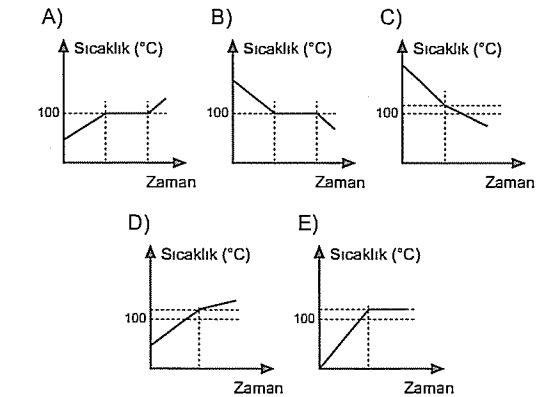 A)
Sıcaklık (°C)
100
Zaman
B)
Sıcaklık (°C)
100
Zaman
C)
Sıcaklık (°C)
100
Zaman
D)
Sıcaklık (°C)
100
Zaman
E)
Sıcaklık (°C)
100
Zaman